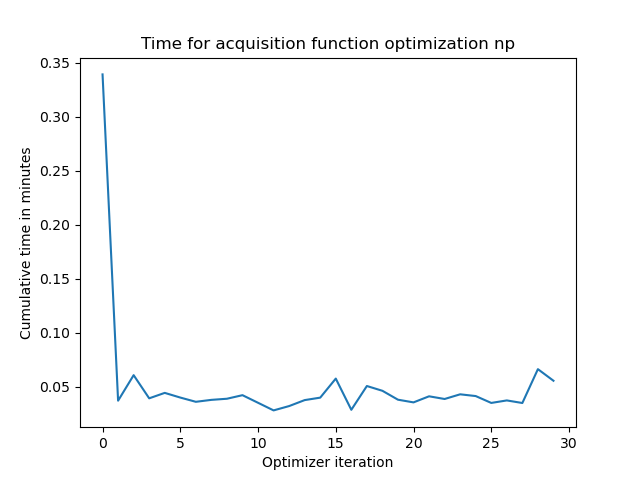 Time for acquisition function optimization np
0.35
0.30
0.25
0.20
0.15
0.10
0.05
Cumulative time in minutes
0 5 10 15 20 25 30
Optimizer iteration